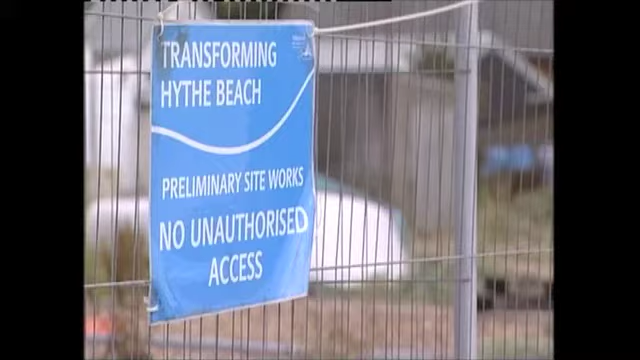 TRANSFORMING
HYTHE BEACH
PRELIMINARY SITE WORKS
NO UNAUTHORISED
ACCESS